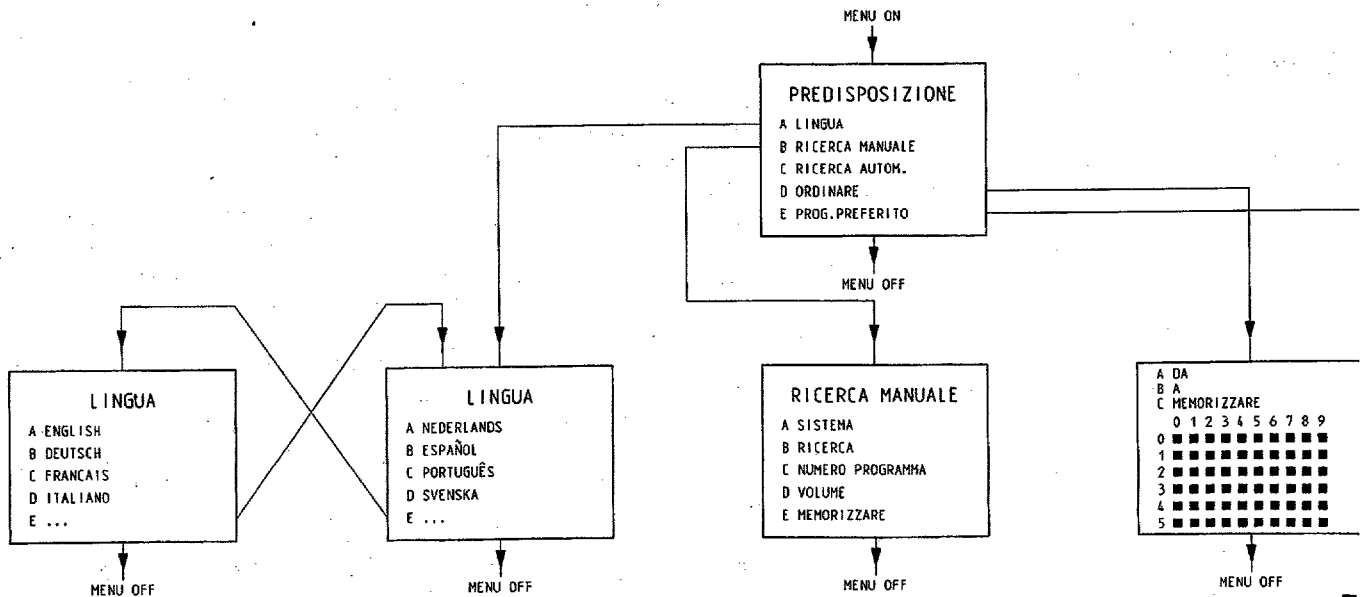 MENU ON
PREDISPOSIZIONE
A LINGUA
B RICERCA MANUALE
C RICERCA AUTOM.
D ORDINARE
E PROG.PREFERITO
MENU OFF
LINGUA
A ENGLISH
B DEUTSCH
C FRANCAIS
D ITALIANO
E ...
MENU OFF
LINGUA
A NEDERLANDS
B ESPAÑOL
C PORTUGUÊS
D SVENSKA
E ...
MENU OFF
RICERCA MANUALE
A SISTEMA
B RICERCA
C NUMERO PROGRAMMA
D VOLUME
E MEMORIZZARE
MENU OFF
A DA
B A
C MEMORIZZARE
0 1 2 3 4 5 6 7 8 9
0
1
2
3
4
5
MENU OFF